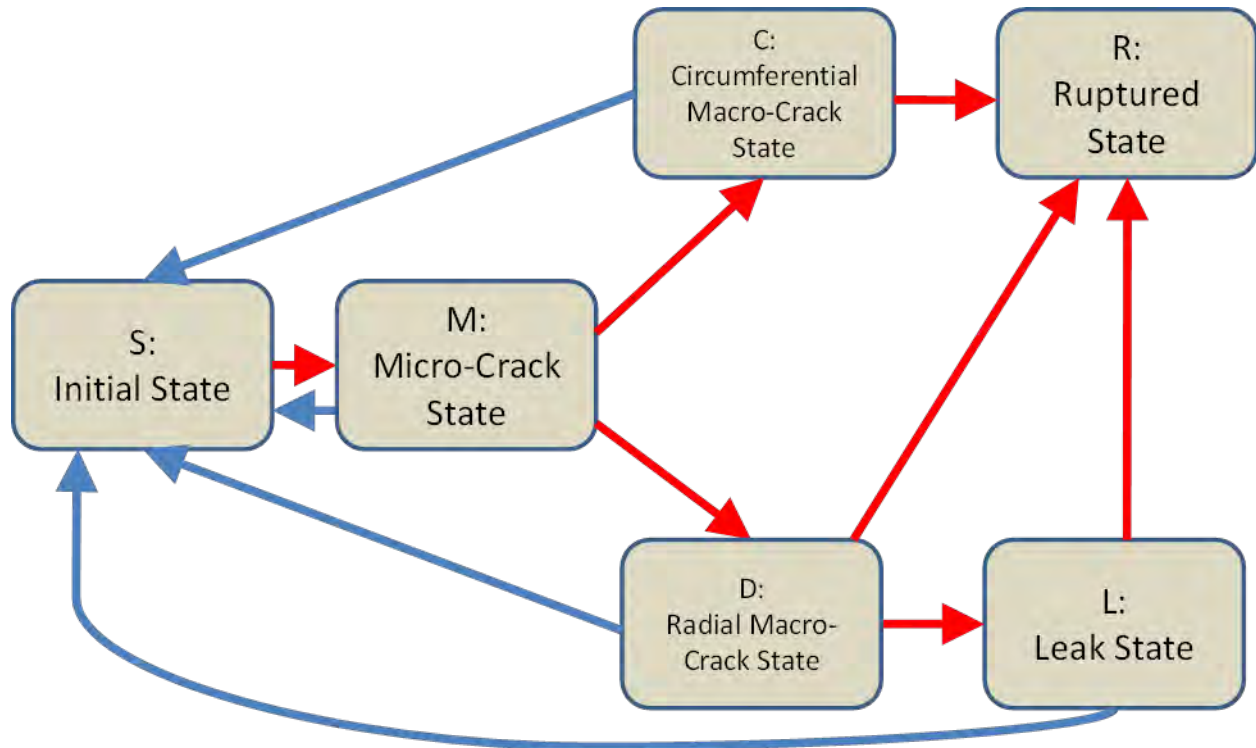 C:
Circumferential
Macro-Crack
State
R:
Ruptured
State
S:
Initial State
M:
Micro-Crack
State
D:
Radial Macro-
Crack State
L:
Leak State